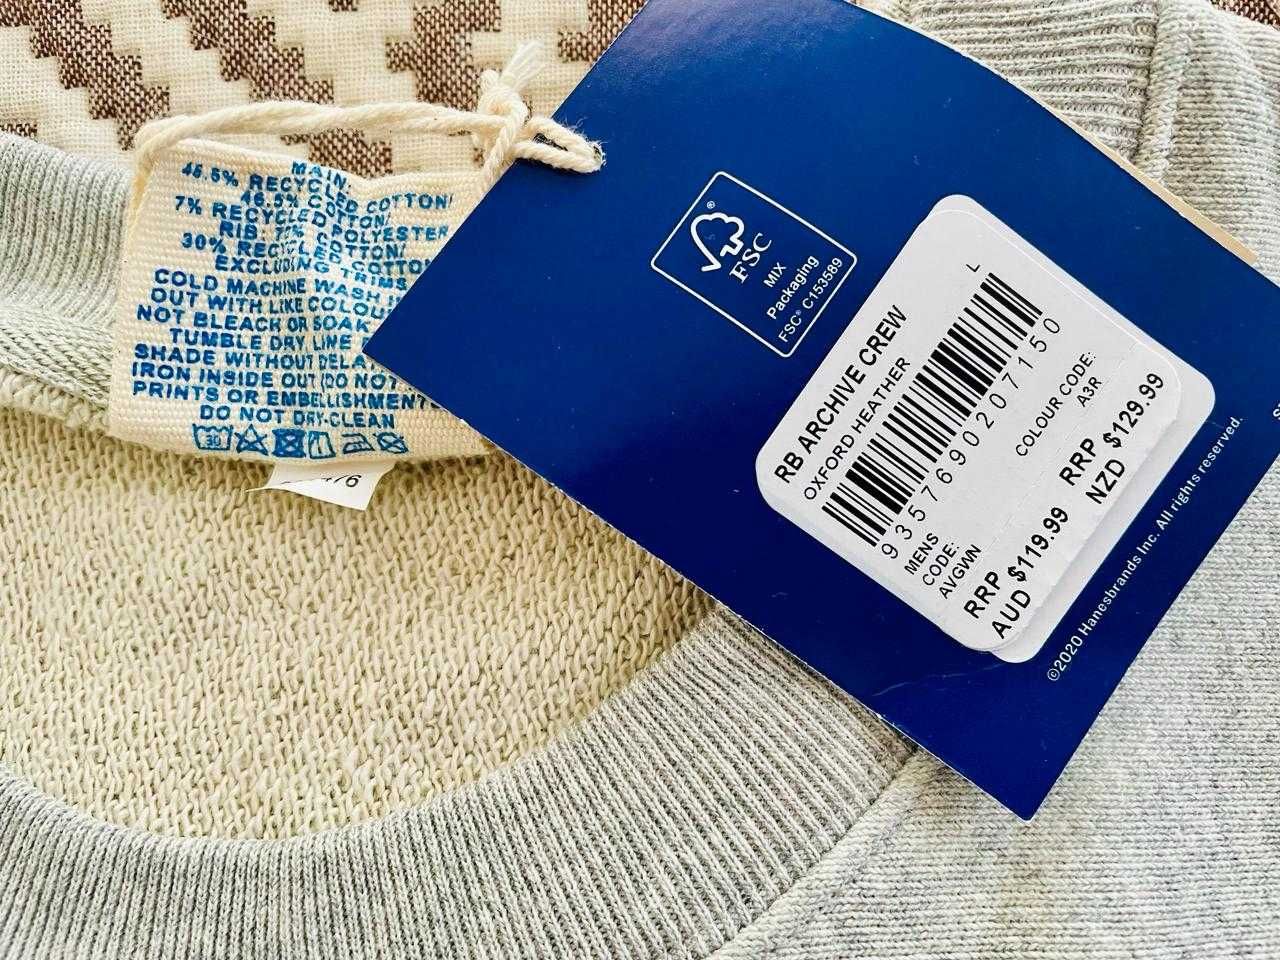 MAIN:
46.5% RECYCLED COTTON/
46.5% COTTON/
7% RECYCLED
RIB: POLYESTER
30% COTTON/
EXCLUDING TRIMS
COLD MACHINE WASH
OUT WITH LIKE COLOU
NOT BLEACH OR SOAK
TUMBLE DRY. LINE
SHADE WITHOUT DELA
IRON INSIDE OUT (DO NOT
PRINTS OR EMBELLISHMENT
DO NOT DRY-CLEAN
30
476
FSC®
MIX
Packaging
FSC® C153589
L
RB ARCHIVE CREW
OXFORD HEATHER
9357690207150
MENS
CODE:
AVGWN
COLOUR CODE:
A3R
RRP
AUD $119.99
RRP
NZD $129.99
©2020 Hanesbrands Inc. All rights reserved.